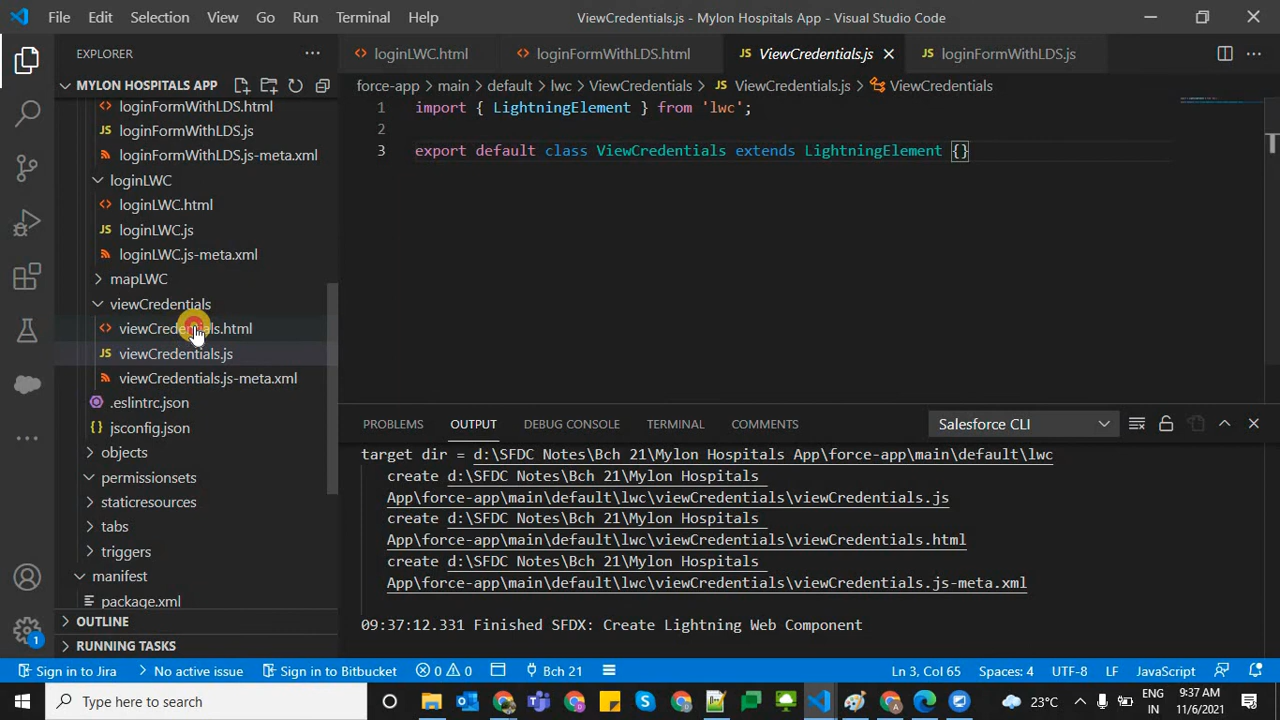 File Edit Selection View Go Run Terminal Help ViewCredentials.js - Mylon Hospitals App - Visual Studio Code
EXPLORER
loginLWC.html loginFormWithLDS.html JS ViewCredentials.js JS loginFormWithLDS.js
MYLON HOSPITALS APP
force-app > main > default > lwc > ViewCredentials > JS ViewCredentials.js > ViewCredentials
loginFormWithLDS.html
JS loginFormWithLDS.js
loginFormWithLDS.js-meta.xml
loginLWC
loginLWC.html
JS loginLWC.js
loginLWC.js-meta.xml
mapLWC
viewCredentials
viewCredentials.html
JS viewCredentials.js
viewCredentials.js-meta.xml
.eslintrc.json
{} jsconfig.json
objects
permissionsets
staticresources
tabs
triggers
manifest
package.xml
OUTLINE
RUNNING TASKS
1 import { LightningElement } from 'lwc';
2
3 export default class ViewCredentials extends LightningElement {}
PROBLEMS OUTPUT DEBUG CONSOLE TERMINAL COMMENTS Salesforce CLI
target dir = d:\SFDC Notes\Bch 21\Mylon Hospitals App\force-app\main\default\lwc
create d:\SFDC Notes\Bch 21\Mylon Hospitals
App\force-app\main\default\lwc\viewCredentials\viewCredentials.js
create d:\SFDC Notes\Bch 21\Mylon Hospitals
App\force-app\main\default\lwc\viewCredentials\viewCredentials.html
create d:\SFDC Notes\Bch 21\Mylon Hospitals
App\force-app\main\default\lwc\viewCredentials\viewCredentials.js-meta.xml
09:37:12.331 Finished SFDX: Create Lightning Web Component
1
Sign in to Jira No active issue Sign in to Bitbucket 0 0 Bch 21 Ln 3, Col 65 Spaces: 4 UTF-8 LF JavaScript
Type here to search 23°C ENG IN 9:37 AM 11/6/2021